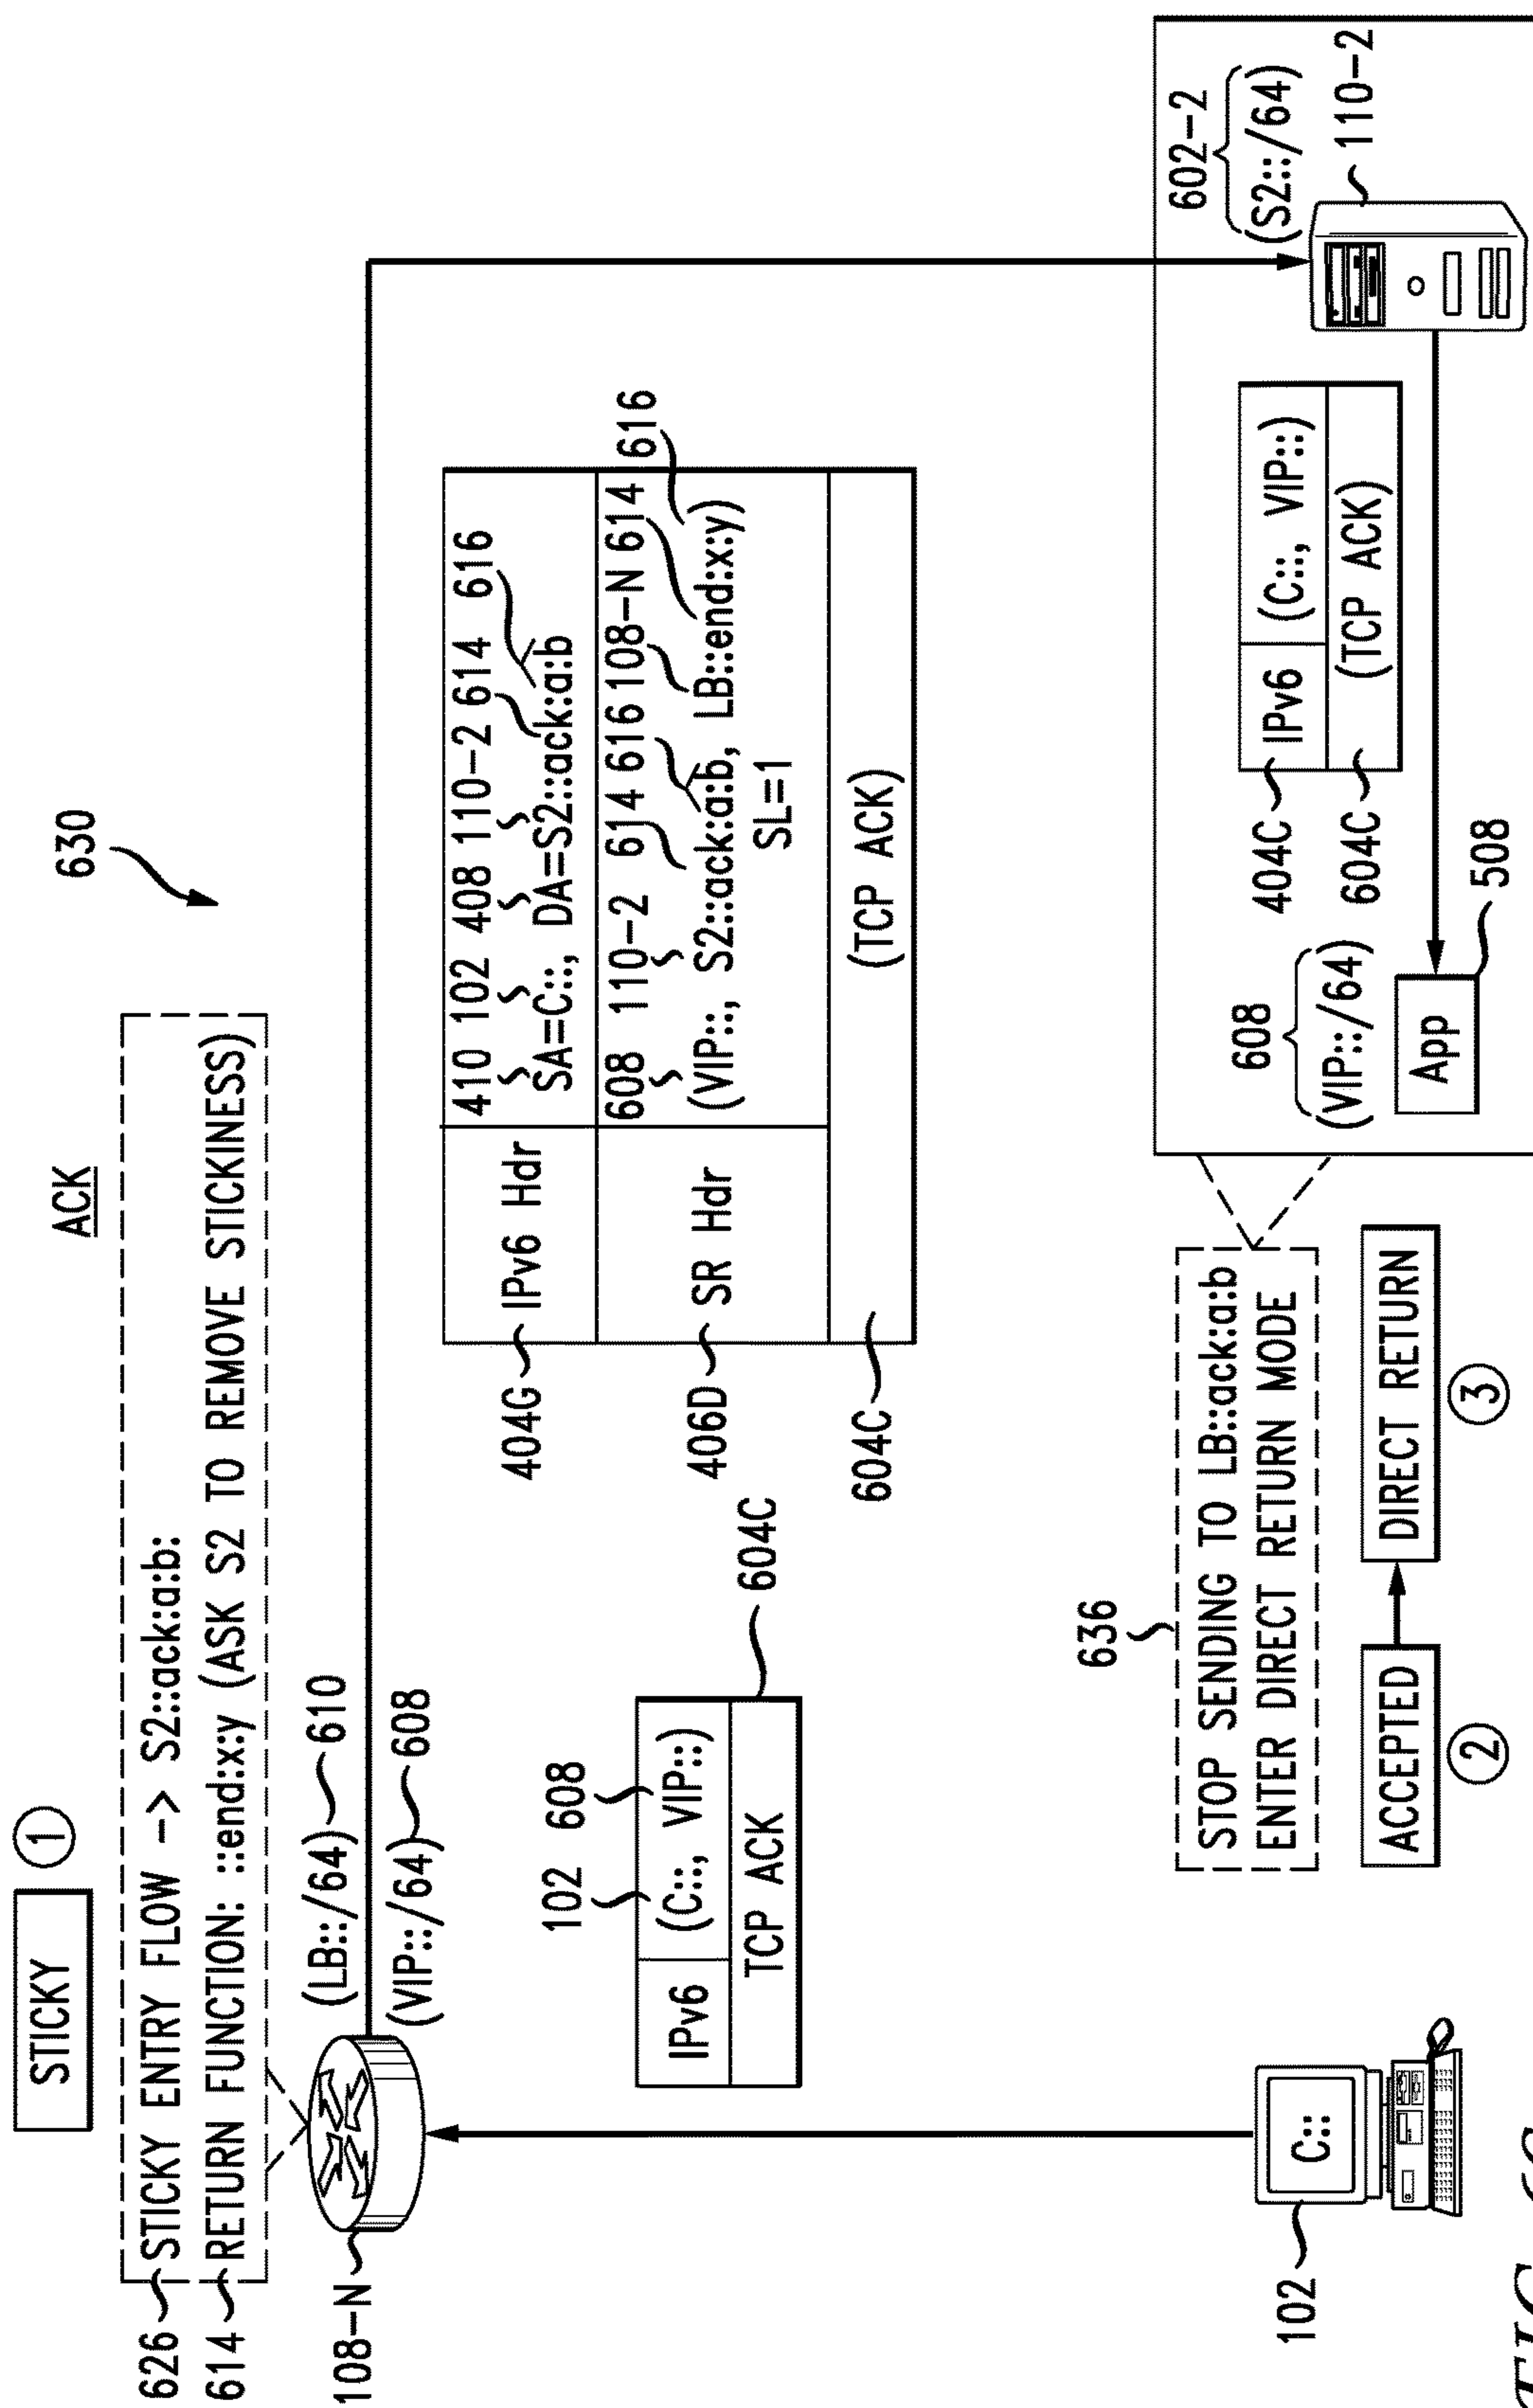 ACK
630
STICKY 1
626 STICKY ENTRY FLOW -> S2::ack:a:b:
614 RETURN FUNCTION: ::end:x:y (ASK S2 TO REMOVE STICKINESS)
108-N
(LB::/64) 610
(VIP::/64) 608
410 102 408 110-2 614 616
404G IPv6 Hdr SA=C::, DA=S2::ack:a:b
608 110-2 614 616 108-N 614 616
406D SR Hdr (VIP::, S2::ack:a:b, LB::end:x:y)
SL=1
604C (TCP ACK)
102 608
IPv6 (C::, VIP::)
TCP ACK
604C
102
C::
636
STOP SENDING TO LB::ack:a:b
ENTER DIRECT RETURN MODE
ACCEPTED DIRECT RETURN
2 3
602-2
(S2::/64)
110-2
404C IPv6 (C::, VIP::)
604C (TCP ACK)
608
(VIP::/64)
App
508